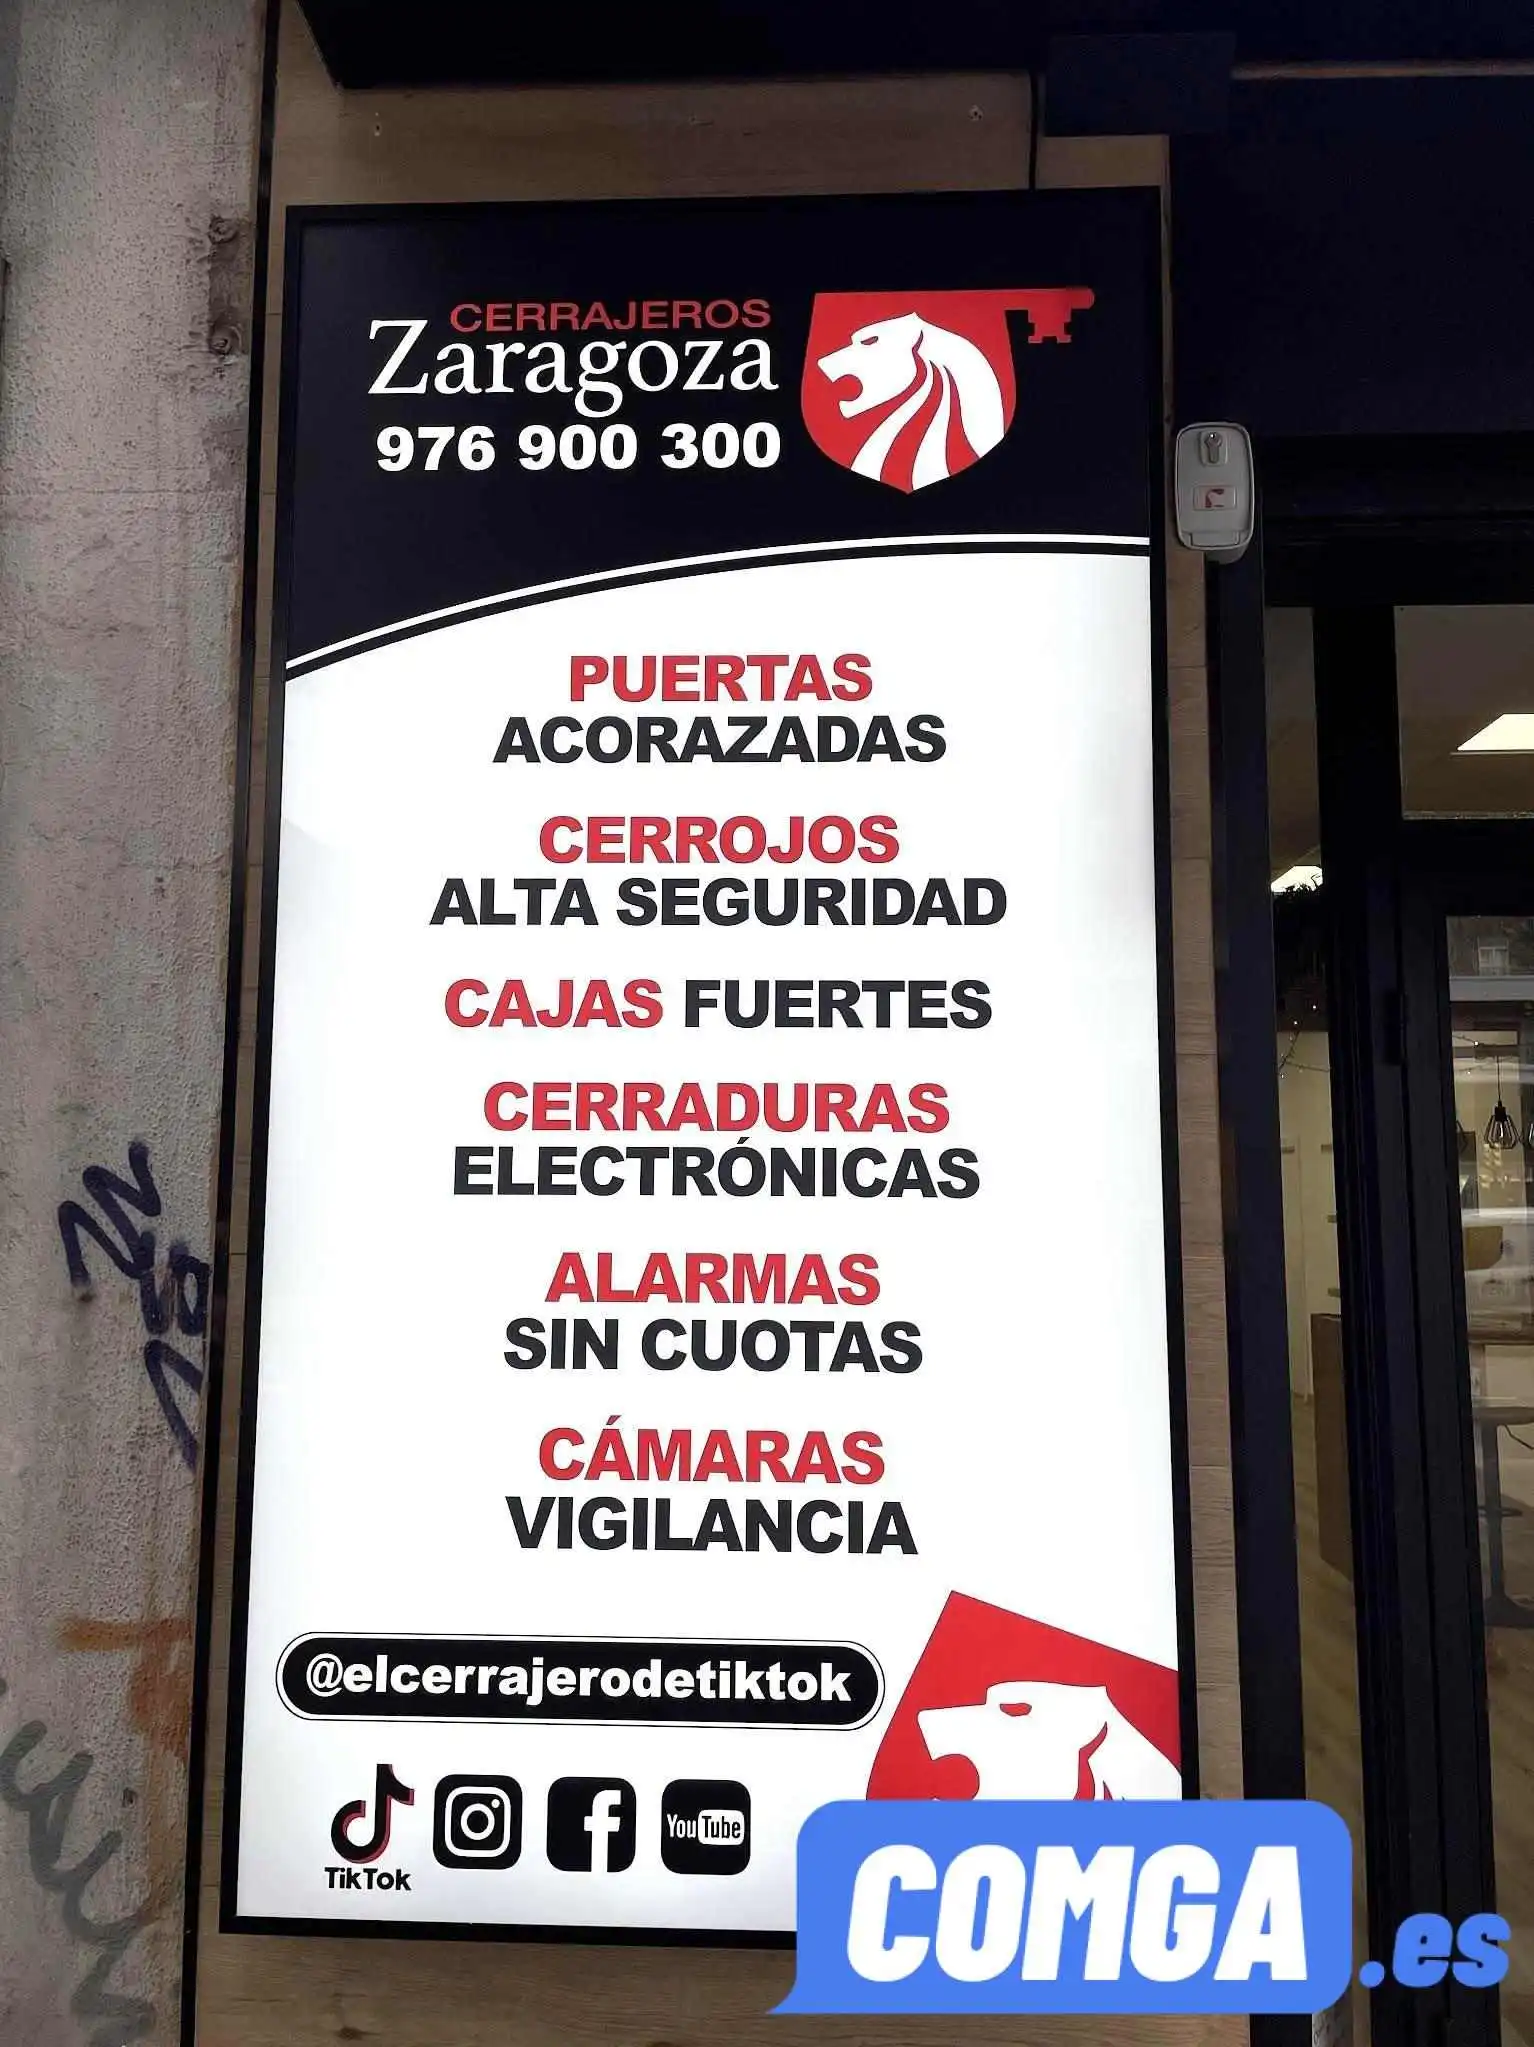 CERRAJEROS
Zaragoza
976 900 300
PUERTAS
ACORAZADAS
CERROJOS
ALTA SEGURIDAD
CAJAS FUERTES
CERRADURAS
ELECTRÓNICAS
ALARMAS
SIN CUOTAS
CÁMARAS
VIGILANCIA
@elcerrajerodetiktok
TikTok
YouTube
COMGA.es